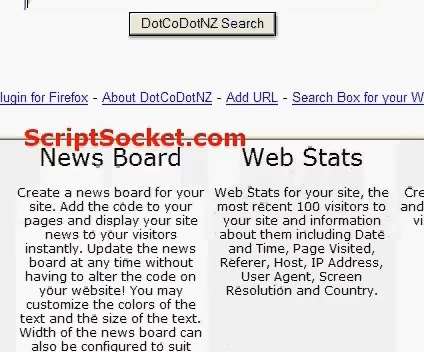 DotCoDotNZ Search
lugin for Firefox - About DotCoDotNZ - Add URL - Search Box for your W
ScriptSocket.com
News Board
Create a news board for your
site. Add the code to your
pages and display your site
news to your visitors
instantly. Update the news
board at any time without
having to alter the code on
your website! You may
customize the colors of the
text and the size of the text.
Width of the news board can
also be configured to suit
Web Stats
Web Stats for your site, the
most recent 100 visitors to
your site and information
about them including Date
and Time, Page Visited,
Referer, Host, IP Address,
User Agent, Screen
Resolution and Country.
Cre
and
vi